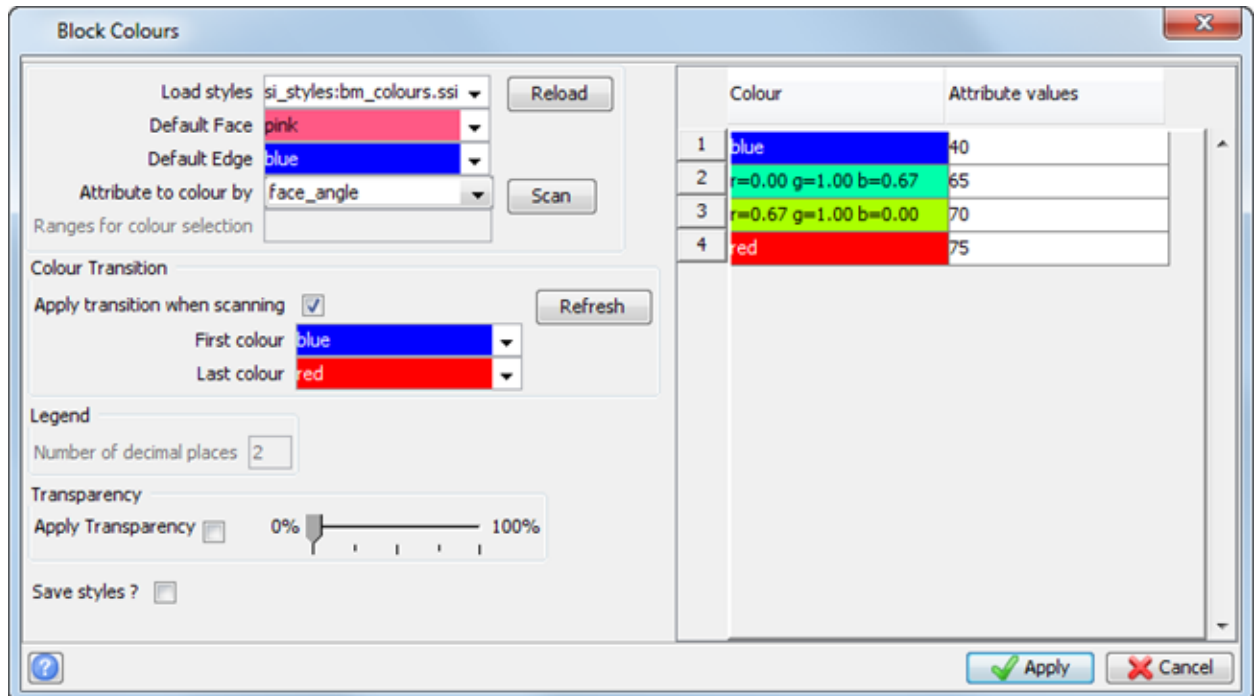 Block Colours
Load styles si_styles:bm_colours.ssi Reload
Default Face pink
Default Edge blue
Attribute to colour by face_angle Scan
Ranges for colour selection
Colour Transition
Apply transition when scanning Refresh
First colour blue
Last colour red
Legend
Number of decimal places 2
Transparency
Apply Transparency 0% 100%
Save styles ?
Colour Attribute values
1 blue 40
2 r=0.00 g=1.00 b=0.67 65
3 r=0.67 g=1.00 b=0.00 70
4 red 75
? Apply Cancel